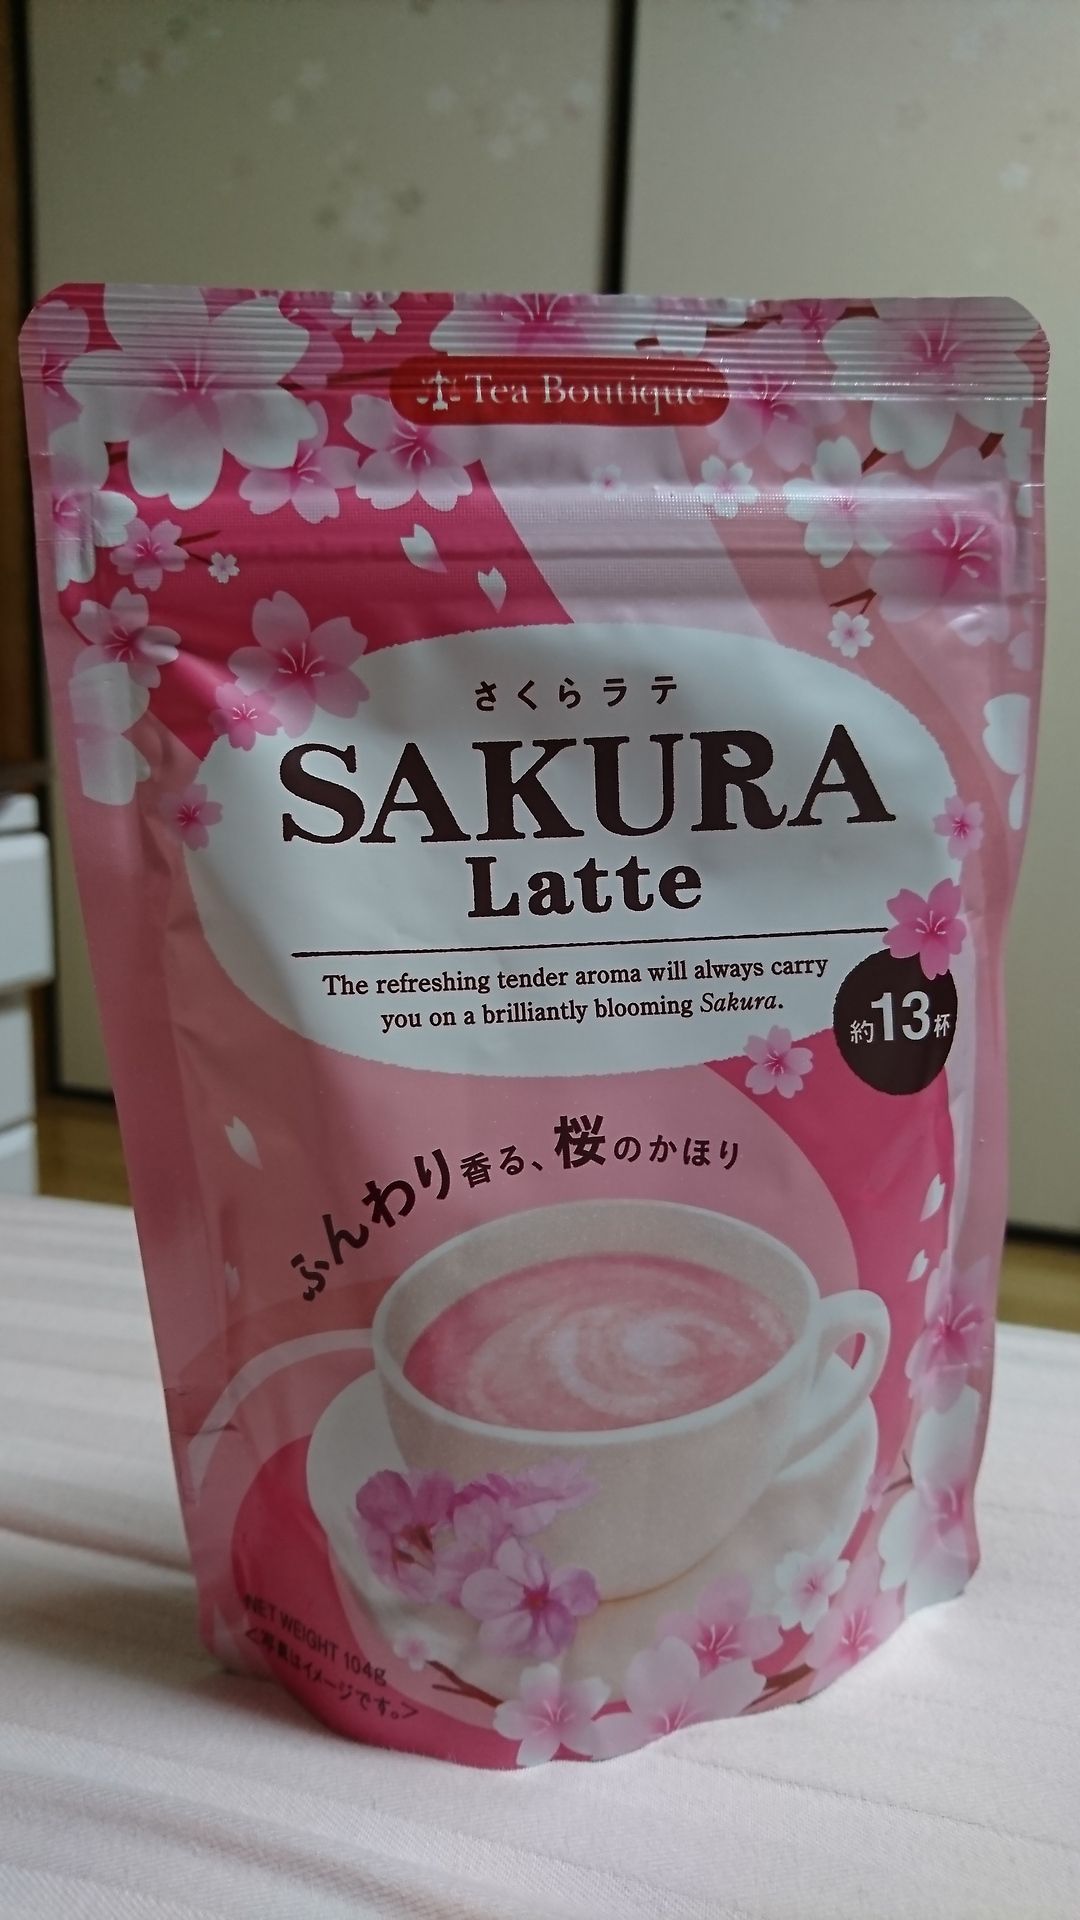 Tea Boutique
さくらラテ
SAKURA
Latte
The refreshing tender aroma will always carry
you on a brilliantly blooming Sakura.
約13杯
ふんわり香る、桜のかほり
NET WEIGHT 104g
＜写真はイメージです。＞